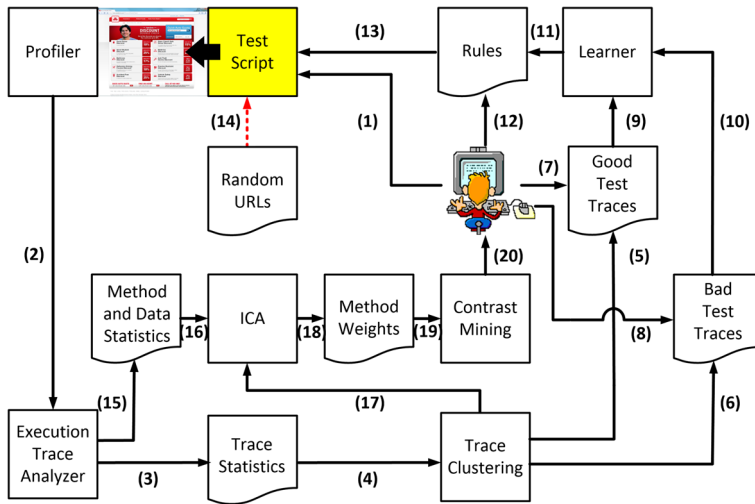 Profiler
Test
Script
(13)
Rules
(11)
Learner
(14)
(1)
(12)
(10)
(9)
Random
URLs
(7)
Good
Test
Traces
(2)
(20)
(5)
Method
and Data
Statistics
(16)
ICA
(18)
Method
Weights
(19)
Contrast
Mining
(8)
Bad
Test
Traces
(15)
(17)
(6)
Execution
Trace
Analyzer
(3)
Trace
Statistics
(4)
Trace
Clustering